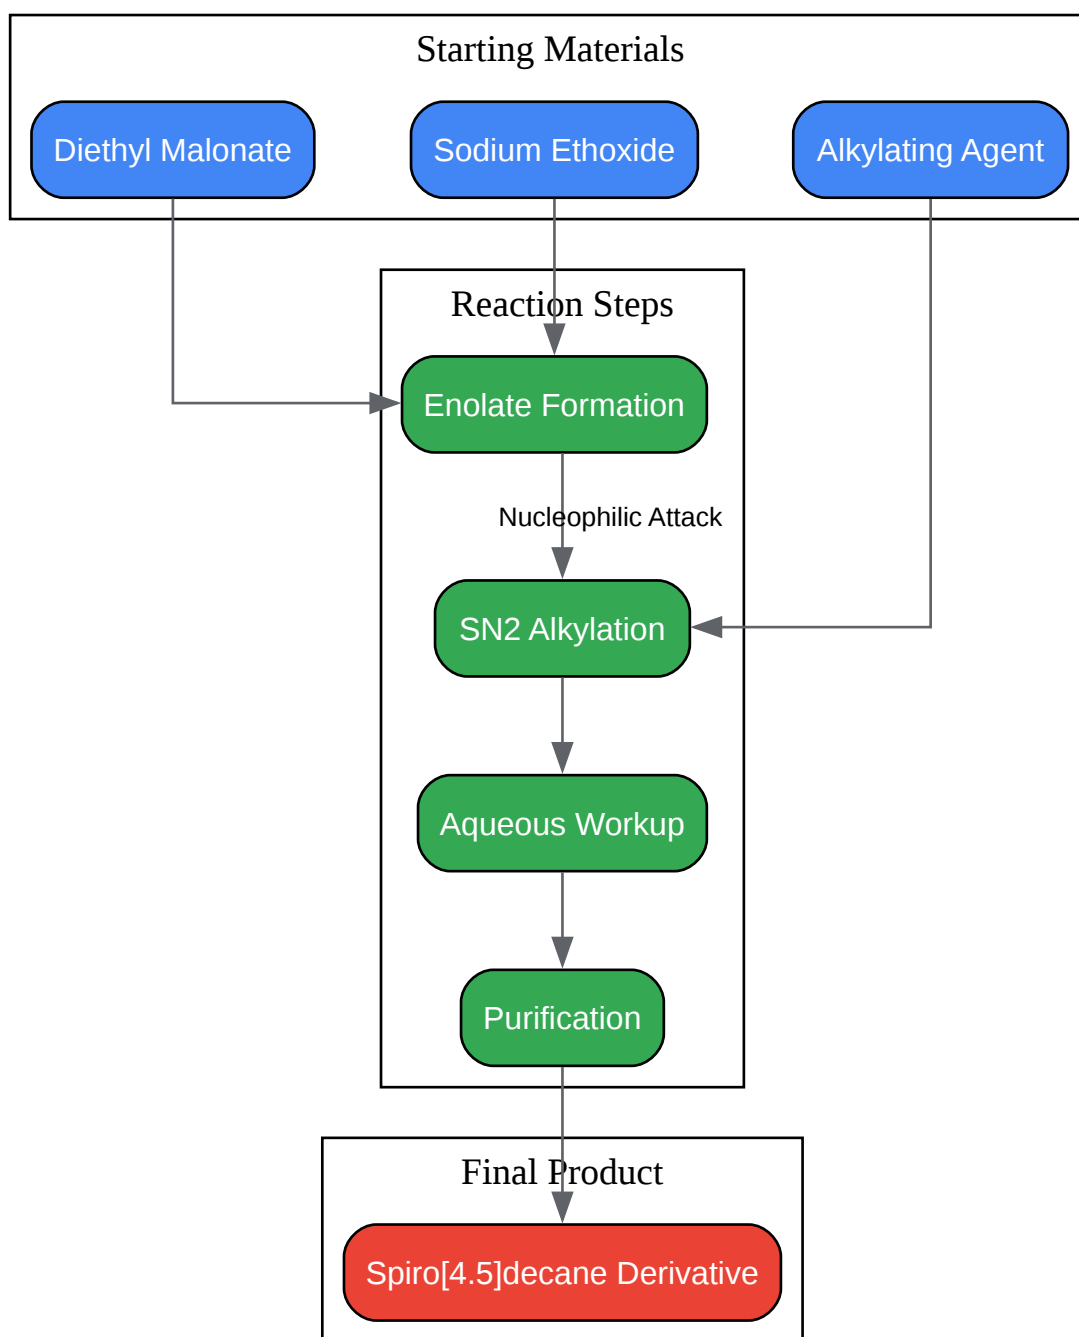 Starting Materials
Diethyl Malonate
Sodium Ethoxide
Alkylating Agent
Reaction Steps
Enolate Formation
Nucleophilic Attack
SN2 Alkylation
Aqueous Workup
Purification
Final Product
Spiro[4.5]decane Derivative